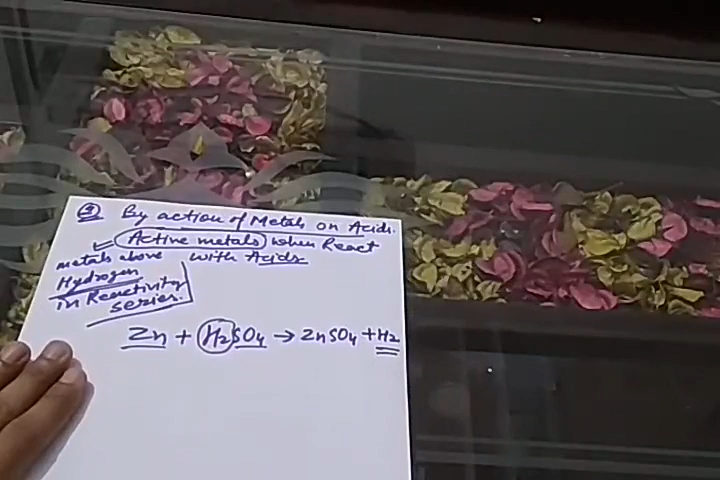 ③ By action of Metals on Acids.
Active metals when React
metals above with Acids
Hydrogen
in Reactivity
series.
Zn + H₂SO₄ → ZnSO₄ + H₂